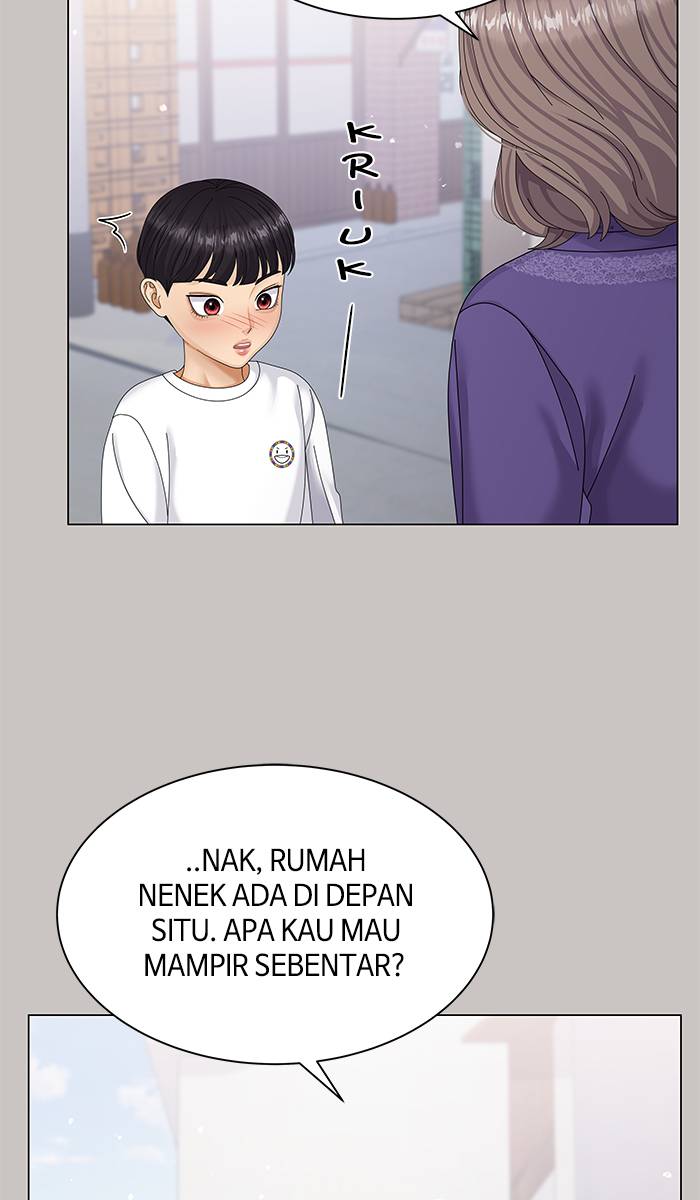 KRIUK
..NAK, RUMAH
NENEK ADA DI DEPAN
SITU. APA KAU MAU
MAMPIR SEBENTAR?